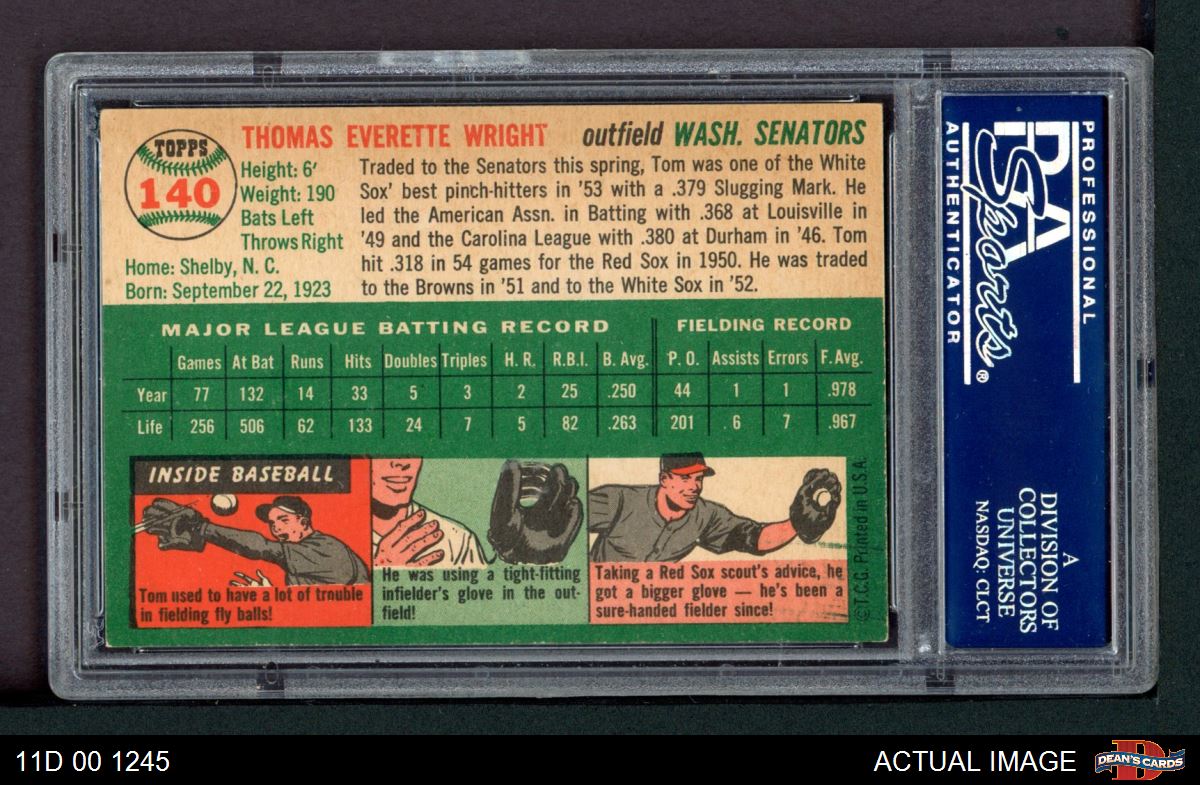 TOPPS
140
THOMAS EVERETTE WRIGHT outfield WASH. SENATORS
Height: 6'
Weight: 190
Bats Left
Throws Right
Home: Shelby, N. C.
Born: September 22, 1923
Traded to the Senators this spring, Tom was one of the White
Sox' best pinch-hitters in '53 with a .379 Slugging Mark. He
led the American Assn. in Batting with .368 at Louisville in
'49 and the Carolina League with .380 at Durham in '46. Tom
hit .318 in 54 games for the Red Sox in 1950. He was traded
to the Browns in '51 and to the White Sox in '52.
MAJOR LEAGUE BATTING RECORD FIELDING RECORD
Games At Bat Runs Hits Doubles Triples H. R. R.B.I. B. Avg. P. O. Assists Errors F. Avg.
Year 77 132 14 33 5 3 2 25 .250 44 1 1 .978
Life 256 506 62 133 24 7 5 82 .263 201 6 7 .967
INSIDE BASEBALL
Tom used to have a lot of trouble
in fielding fly balls!
He was using a tight-fitting
infielder's glove in the out-
field!
Taking a Red Sox scout's advice, he
got a bigger glove — he's been a
sure-handed fielder since!
©T.C.G. Printed in U.S.A.
PROFESSIONAL
PSA
Sports®
AUTHENTICATOR
A
DIVISION OF
COLLECTORS
UNIVERSE
NASDAQ: CLCT
11D 00 1245
ACTUAL IMAGE
DEAN'S CARDS